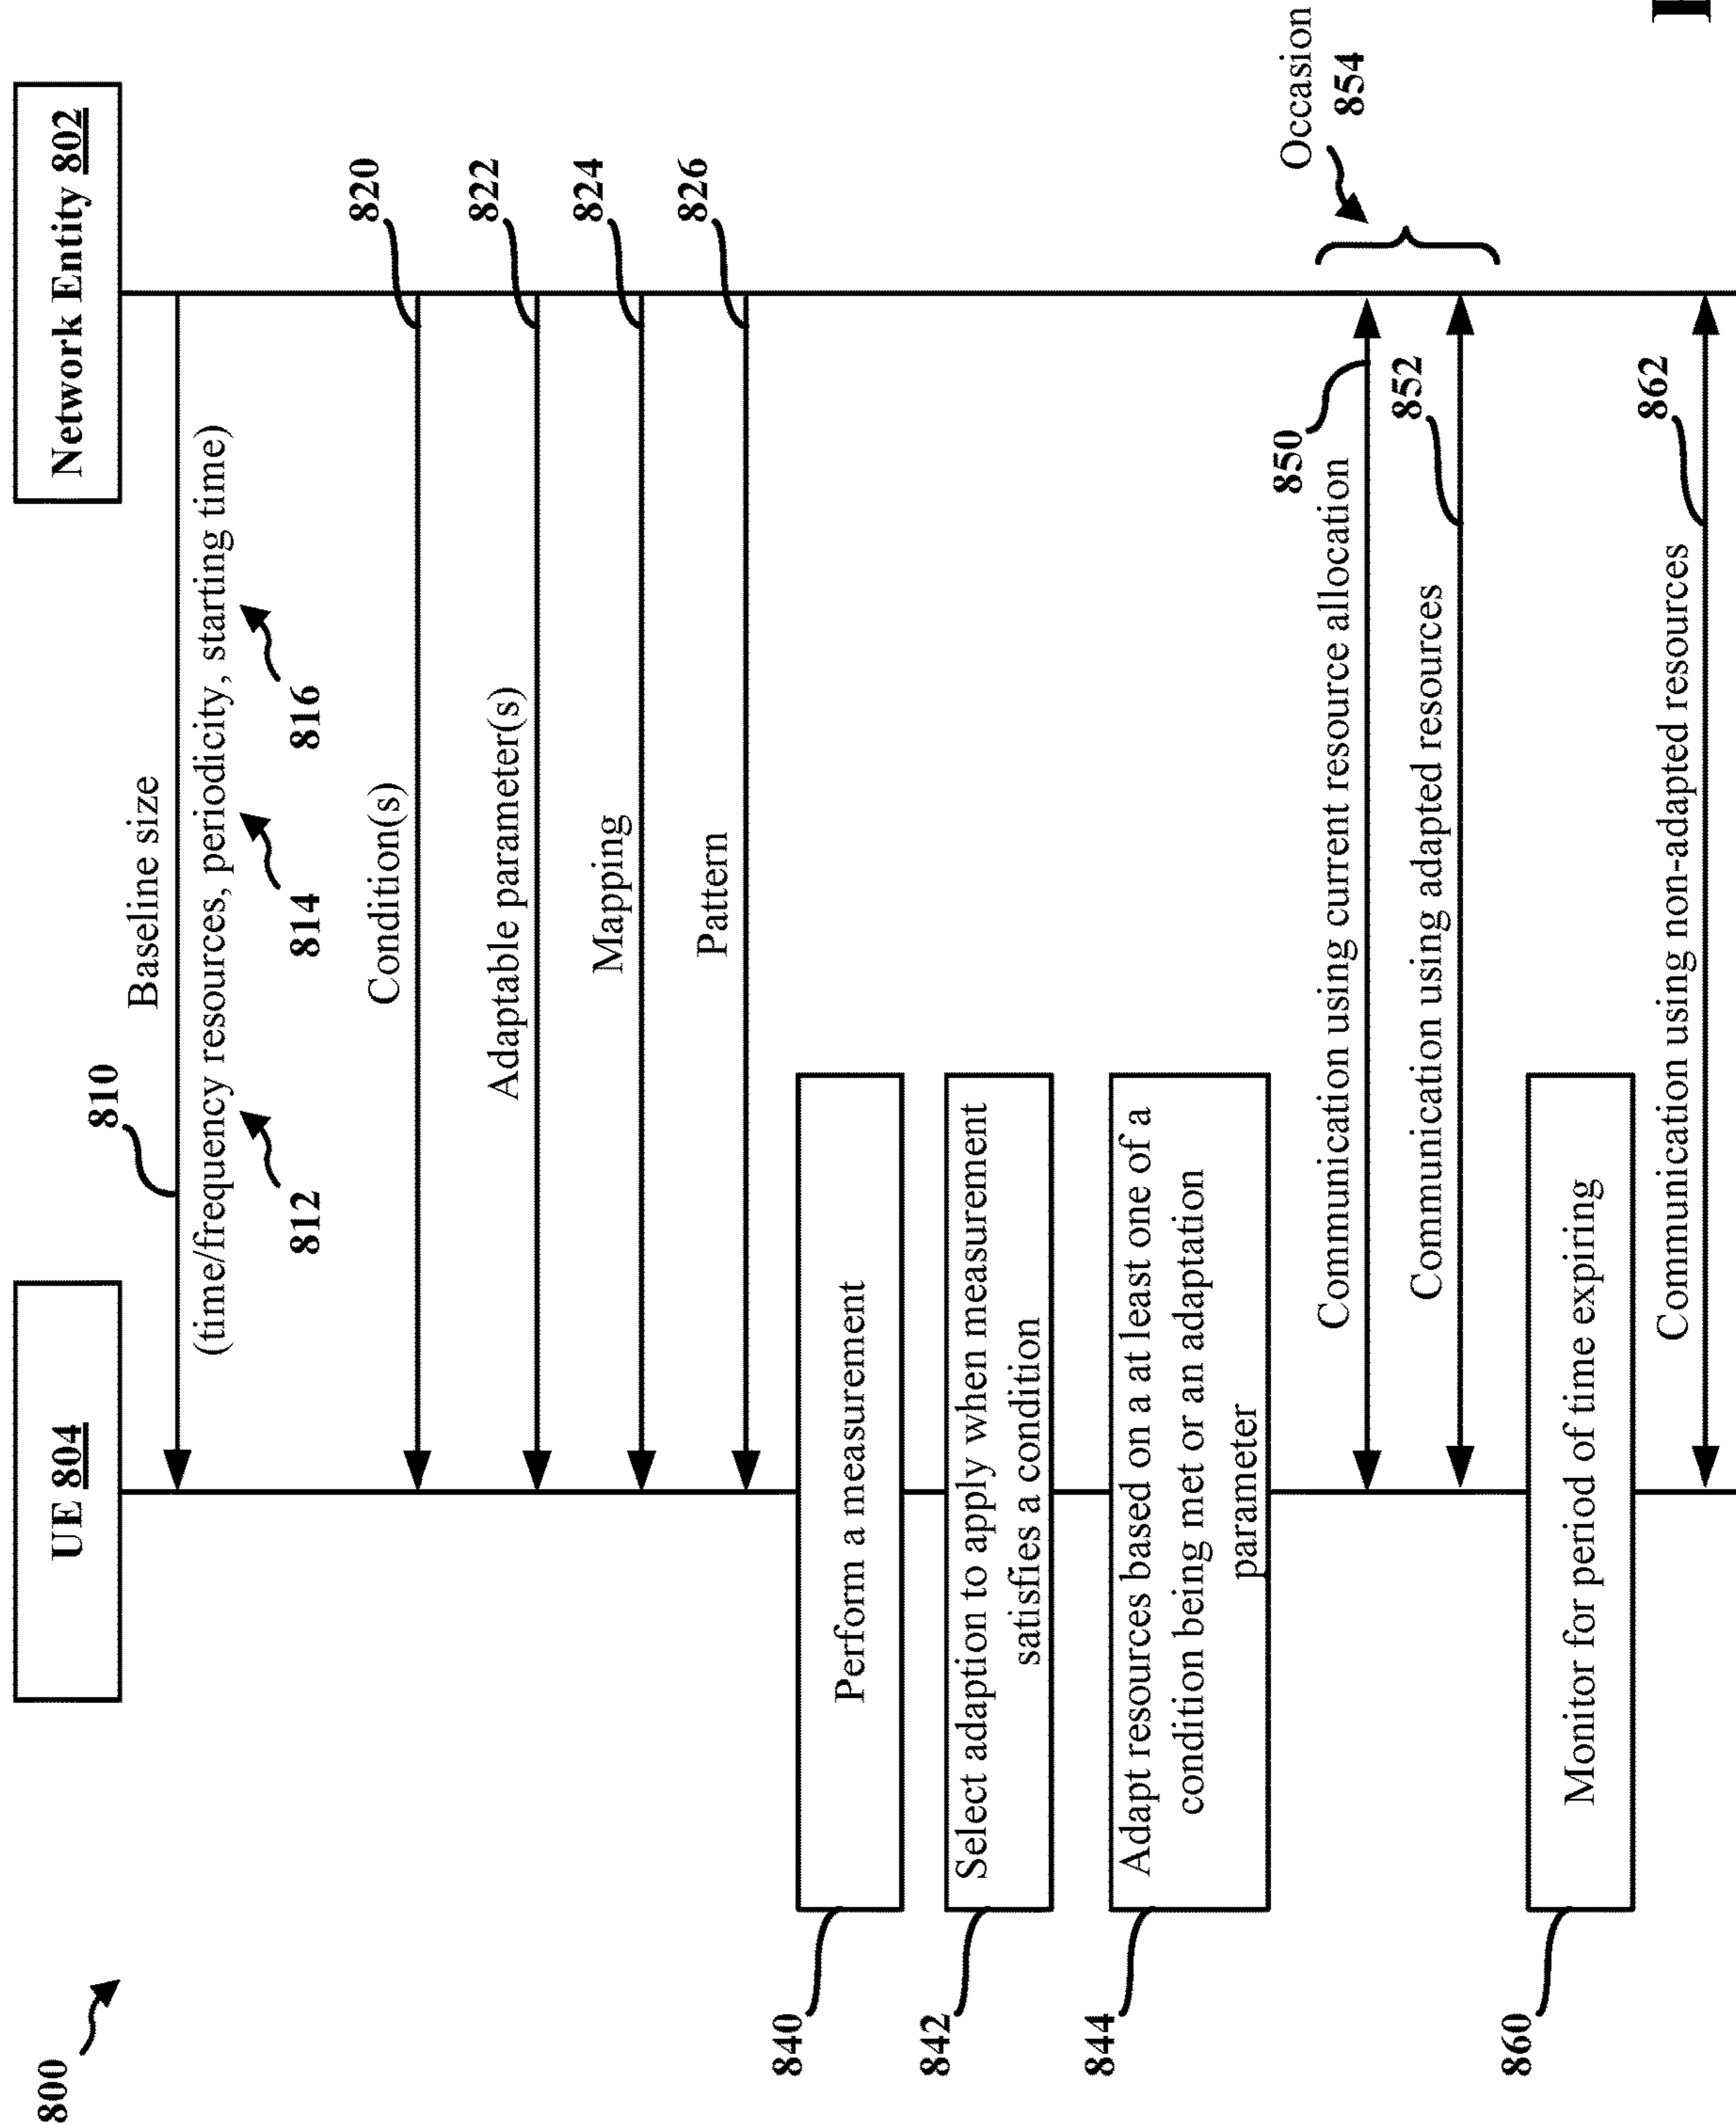 800
UE 804
Network Entity 802
810
Baseline size
(time/frequency resources, periodicity, starting time)
812
814
816
Condition(s)
820
Adaptable parameter(s)
822
Mapping
824
Pattern
826
840
Perform a measurement
842
Select adaption to apply when measurement
satisfies a condition
844
Adapt resources based on a at least one of a
condition being met or an adaptation
parameter
850
Communication using current resource allocation
Occasion
854
852
Communication using adapted resources
860
Monitor for period of time expiring
862
Communication using non-adapted resources